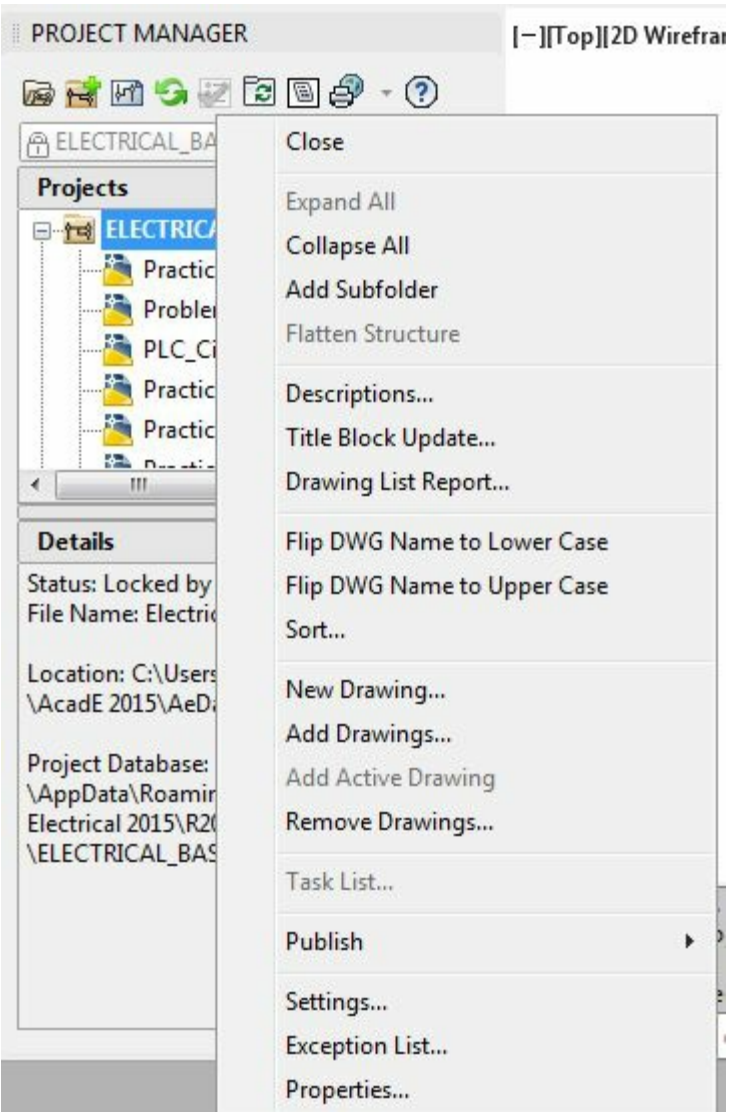 PROJECT MANAGER
[−][Top][2D Wirefra
ELECTRICAL_BA
Projects
ELECTRICA
Practic
Probler
PLC_Ci
Practic
Practic
Details
Status: Locked by
File Name: Electric
Location: C:\Users
\AcadE 2015\AeDa
Project Database:
\AppData\Roamin
Electrical 2015\R20
\ELECTRICAL_BAS
Close
Expand All
Collapse All
Add Subfolder
Flatten Structure
Descriptions...
Title Block Update...
Drawing List Report...
Flip DWG Name to Lower Case
Flip DWG Name to Upper Case
Sort...
New Drawing...
Add Drawings...
Add Active Drawing
Remove Drawings...
Task List...
Publish
Settings...
Exception List...
Properties...